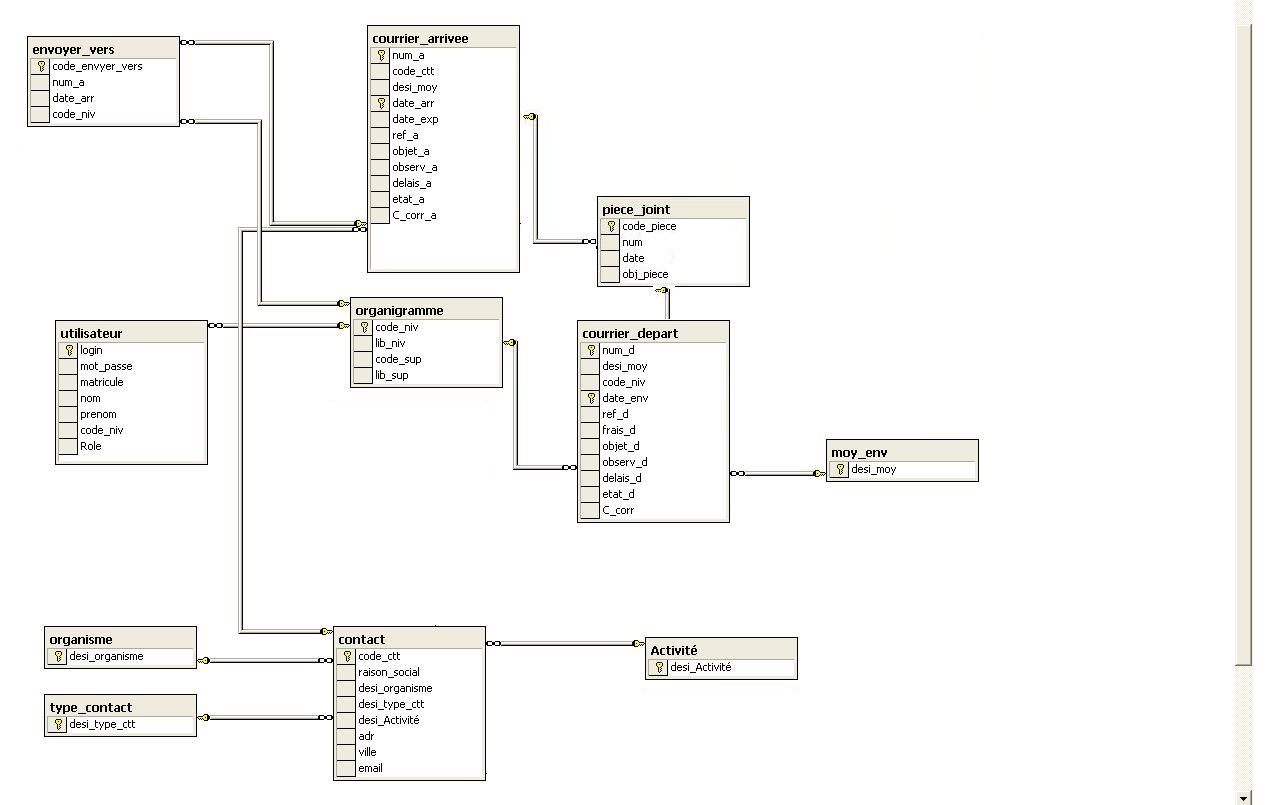 envoyer_vers
code_envyer_vers
num_a
date_arr
code_niv
courrier_arrivee
num_a
code_ctt
desi_moy
date_arr
date_exp
ref_a
objet_a
observ_a
delais_a
etat_a
C_corr_a
piece_joint
code_piece
num
date
obj_piece
organigramme
code_niv
lib_niv
code_sup
lib_sup
utilisateur
login
mot_passe
matricule
nom
prenom
code_niv
Role
courrier_depart
num_d
desi_moy
code_niv
date_env
ref_d
frais_d
objet_d
observ_d
delais_d
etat_d
C_corr
moy_env
desi_moy
organisme
desi_organisme
type_contact
desi_type_ctt
contact
code_ctt
raison_social
desi_organisme
desi_type_ctt
desi_Activité
adr
ville
email
Activité
desi_Activité